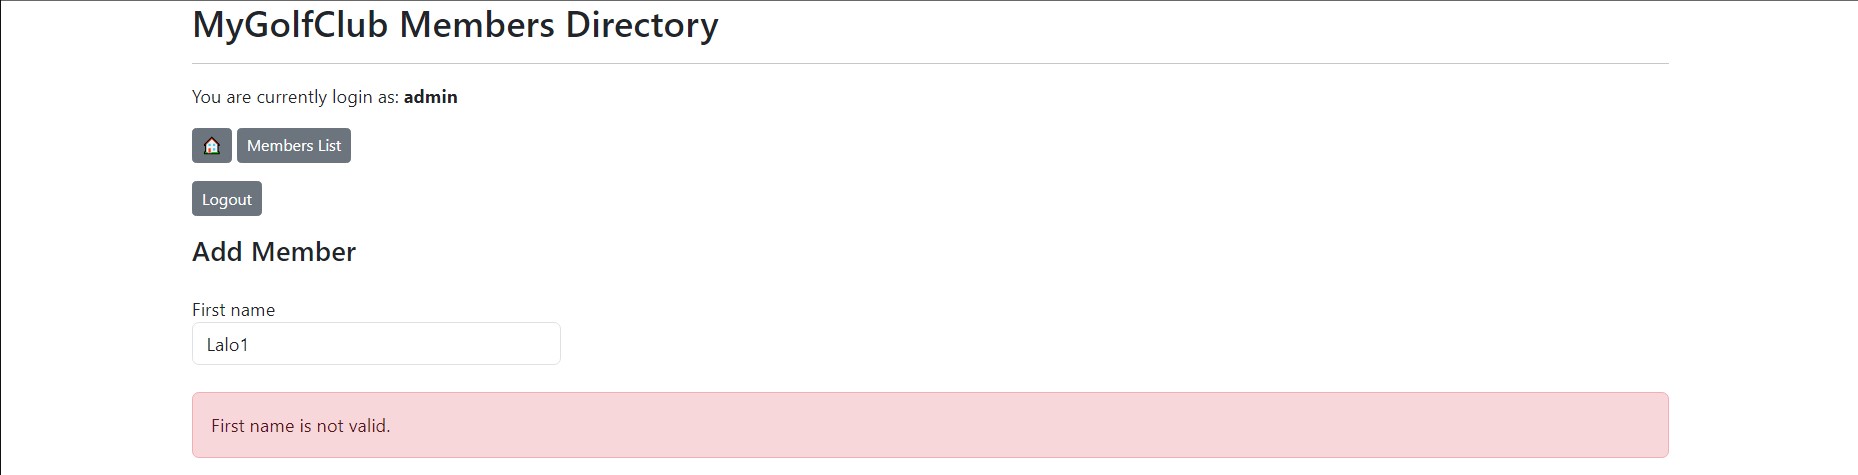 MyGolfClub Members Directory
You are currently login as: admin
Members List
Logout
Add Member
First name
Lalo1
First name is not valid.